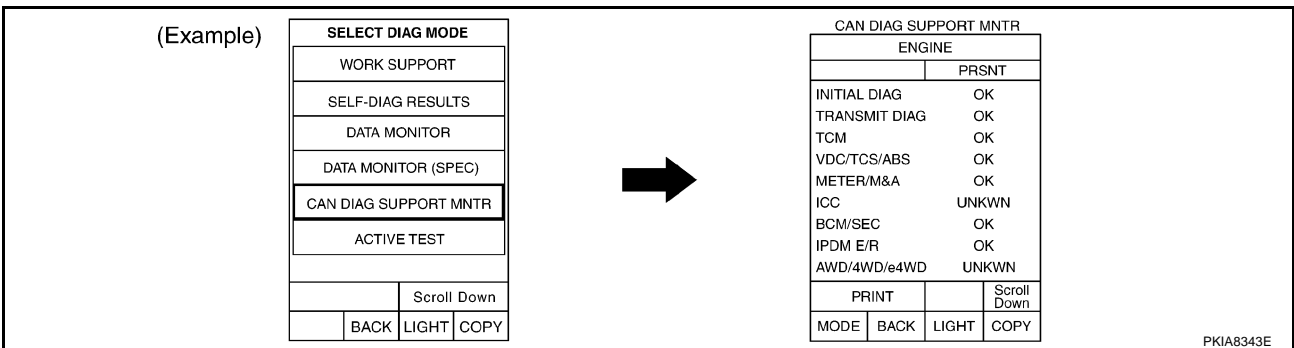 (Example)
SELECT DIAG MODE
WORK SUPPORT
SELF-DIAG RESULTS
DATA MONITOR
DATA MONITOR (SPEC)
CAN DIAG SUPPORT MNTR
ACTIVE TEST
Scroll Down
BACK LIGHT COPY
CAN DIAG SUPPORT MNTR
ENGINE
PRSNT
INITIAL DIAG OK
TRANSMIT DIAG OK
TCM OK
VDC/TCS/ABS OK
METER/M&A OK
ICC UNKWN
BCM/SEC OK
IPDM E/R OK
AWD/4WD/e4WD UNKWN
PRINT Scroll Down
MODE BACK LIGHT COPY
PKIA8343E